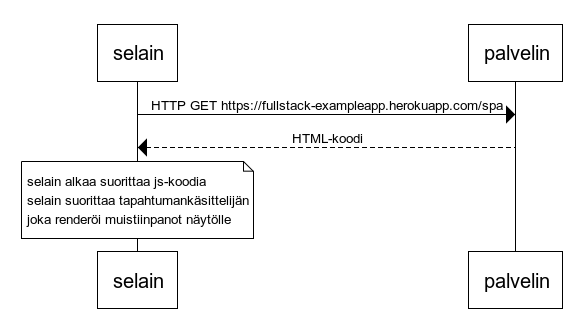 selain
palvelin
HTTP GET https://fullstack-exampleapp.herokuapp.com/spa
HTML-koodi
selain alkaa suorittaa js-koodia
selain suorittaa tapahtumankäsittelijän
joka renderöi muistiinpanot näytölle
selain
palvelin